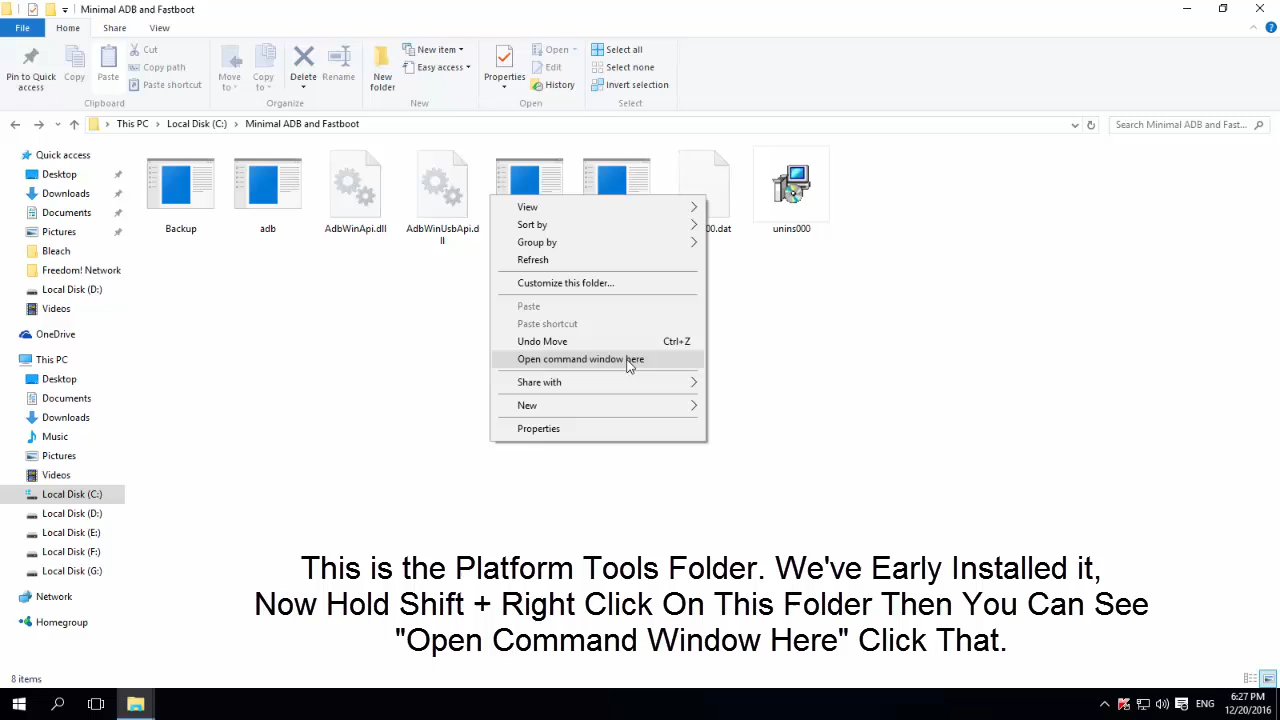 Minimal ADB and Fastboot
File Home Share View
Pin to Quick access
Copy
Paste
Cut
Copy path
Paste shortcut
Clipboard
Move to
Copy to
Delete
Rename
Organize
New folder
New item
Easy access
New
Properties
Open
Edit
History
Open
Select all
Select none
Invert selection
Select
This PC Local Disk (C:) Minimal ADB and Fastboot
Search Minimal ADB and Fast...
Quick access
Desktop
Downloads
Documents
Pictures
Bleach
Freedom! Network
Local Disk (D:)
Videos
OneDrive
This PC
Desktop
Documents
Downloads
Music
Pictures
Videos
Local Disk (C:)
Local Disk (D:)
Local Disk (E:)
Local Disk (F:)
Local Disk (G:)
Network
Homegroup
Backup
adb
AdbWinApi.dll
AdbWinUsbApi.d
ll
00.dat
unins000
View
Sort by
Group by
Refresh
Customize this folder...
Paste
Paste shortcut
Undo Move Ctrl+Z
Open command window here
Share with
New
Properties
This is the Platform Tools Folder. We've Early Installed it,
Now Hold Shift + Right Click On This Folder Then You Can See
"Open Command Window Here" Click That.
8 items
ENG
6:27 PM
12/20/2016